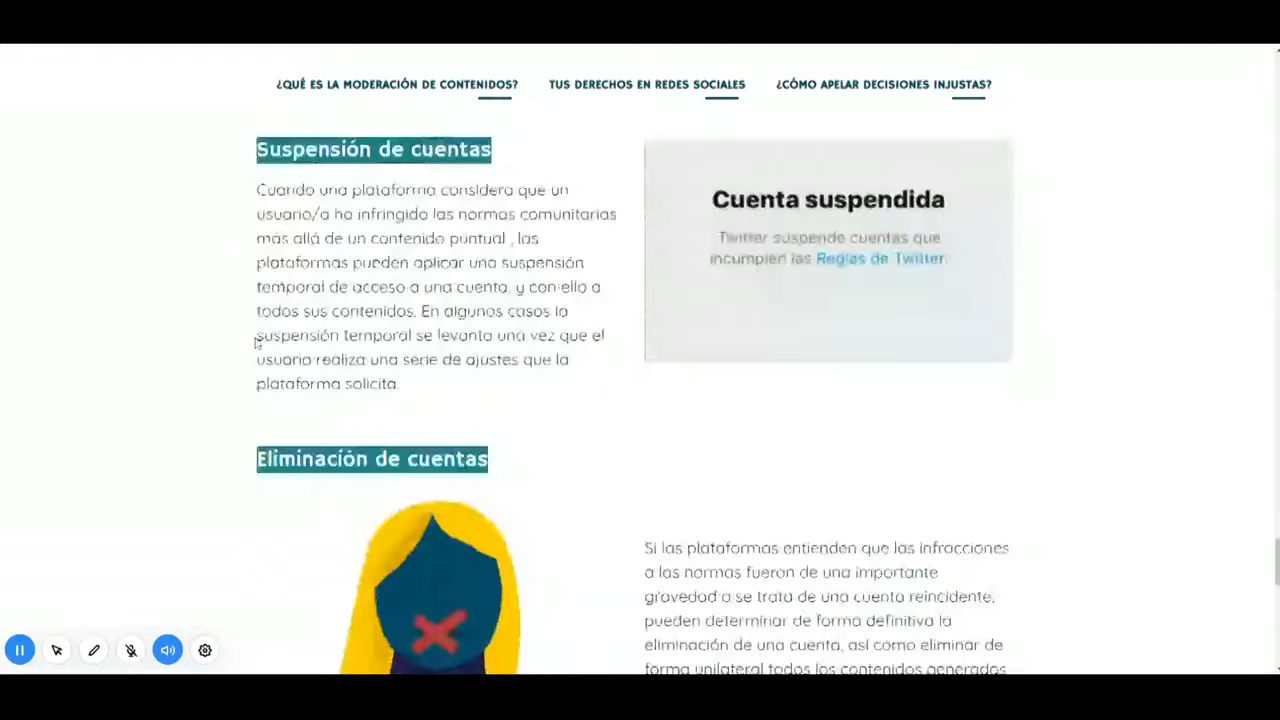 ¿QUÉ ES LA MODERACIÓN DE CONTENIDOS? TUS DERECHOS EN REDES SOCIALES ¿CÓMO APELAR DECISIONES INJUSTAS?
Suspensión de cuentas
Cuando una plataforma considera que un
usuario/a ha infringido las normas comunitarias
más allá de un contenido puntual , las
plataformas pueden aplicar una suspensión
temporal de acceso a una cuenta, y con ello a
todos sus contenidos. En algunos casos la
suspensión temporal se levanta una vez que el
usuario realiza una serie de ajustes que la
plataforma solicita.
Cuenta suspendida
Twitter suspende cuentas que
incumplen las Reglas de Twitter.
Eliminación de cuentas
Si las plataformas entienden que las infracciones
a las normas fueron de una importante
gravedad o se trata de una cuenta reincidente,
pueden determinar de forma definitiva la
eliminación de una cuenta, así como eliminar de
forma unilateral todos los contenidos generados